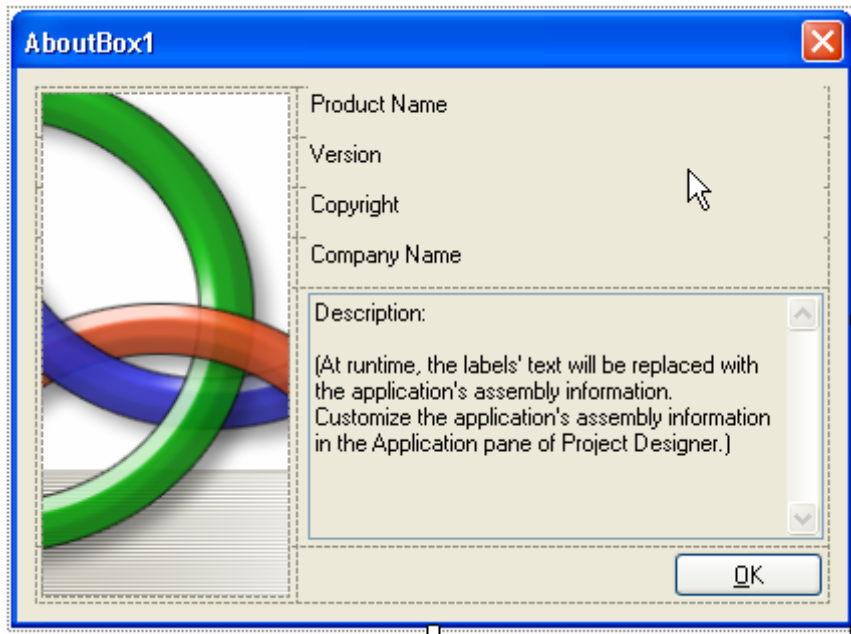 AboutBox1
Product Name
Version
Copyright
Company Name
Description:
(At runtime, the labels' text will be replaced with
the application's assembly information.
Customize the application's assembly information
in the Application pane of Project Designer.)
OK